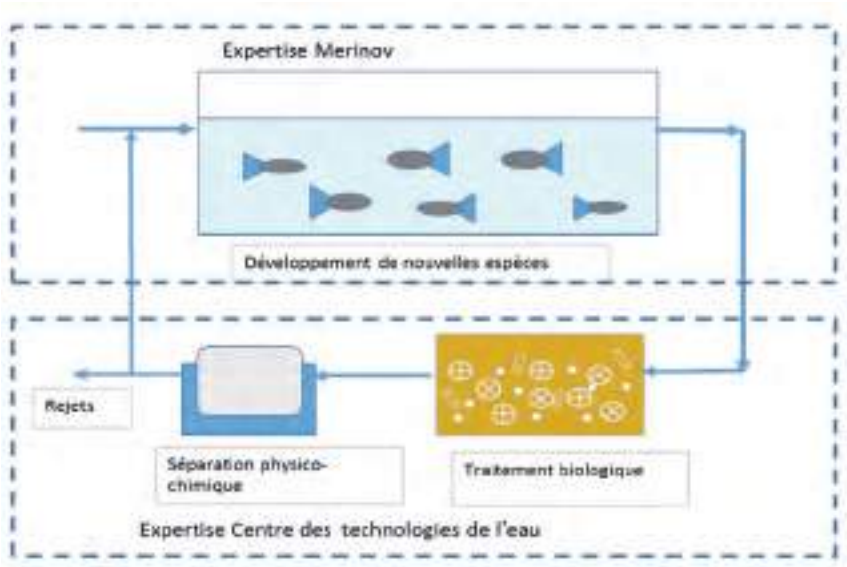 Expertise Merinov
Développement de nouvelles espèces
Rejets
Séparation physico-
chimique
Traitement biologique
Expertise Centre des technologies de l'eau